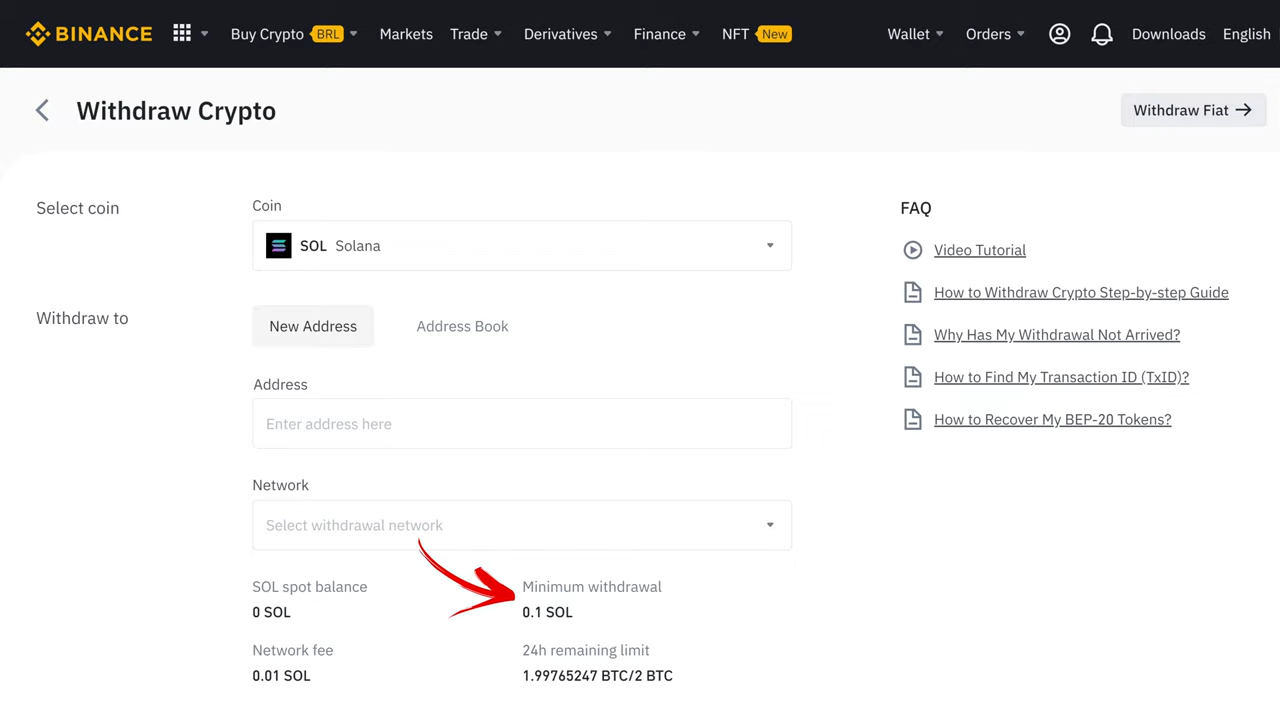 BINANCE Buy Crypto BRL Markets Trade Derivatives Finance NFT New Wallet Orders Downloads English
Withdraw Crypto
Withdraw Fiat →
Select coin
Coin
SOL Solana
Withdraw to
New Address Address Book
Address
Enter address here
Network
Select withdrawal network
SOL spot balance
0 SOL
Minimum withdrawal
0.1 SOL
Network fee
0.01 SOL
24h remaining limit
1.99765247 BTC/2 BTC
FAQ
Video Tutorial
How to Withdraw Crypto Step-by-step Guide
Why Has My Withdrawal Not Arrived?
How to Find My Transaction ID (TxID)?
How to Recover My BEP-20 Tokens?